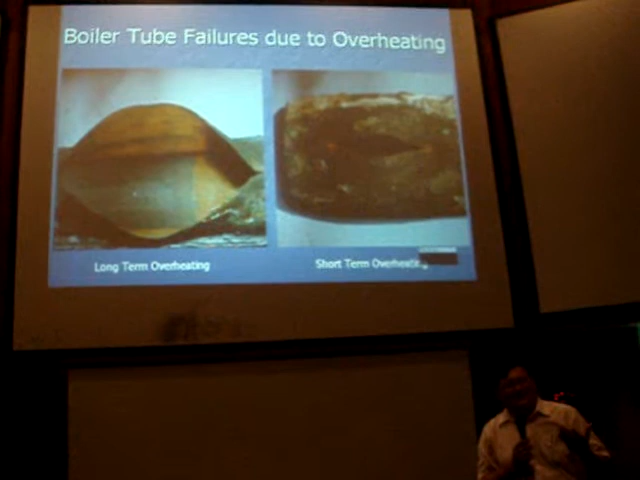 Boiler Tube Failures due to Overheating
Long Term Overheating
Short Term Overheating